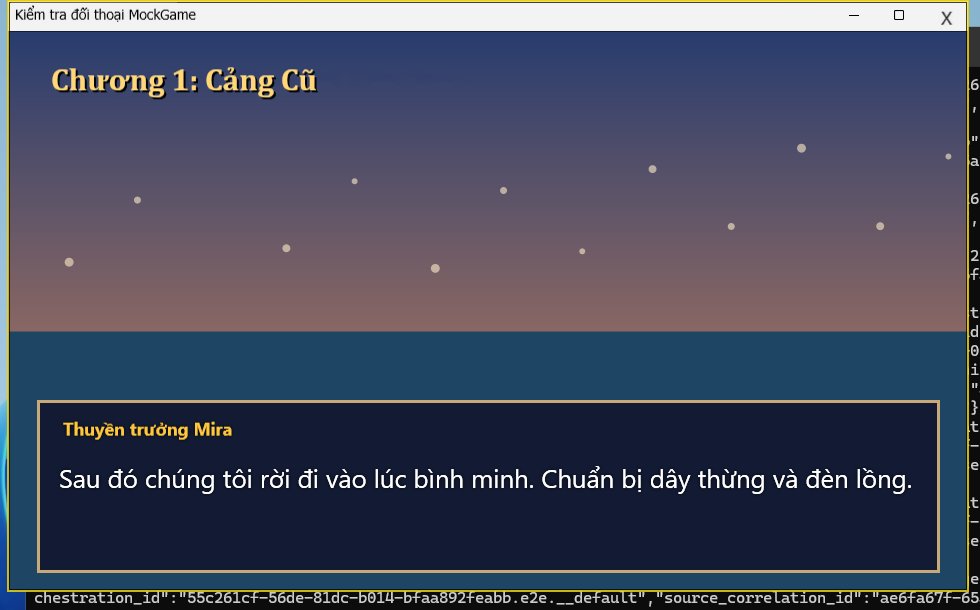 Kiểm tra đối thoại MockGame
Chương 1: Cảng Cũ
Thuyền trưởng Mira
Sau đó chúng tôi rời đi vào lúc bình minh. Chuẩn bị dây thừng và đèn lồng.
chestration_id":"55c261cf-56de-81dc-b014-bfaa892feabb.e2e.__default","source_correlation_id":"ae6fa67f-6